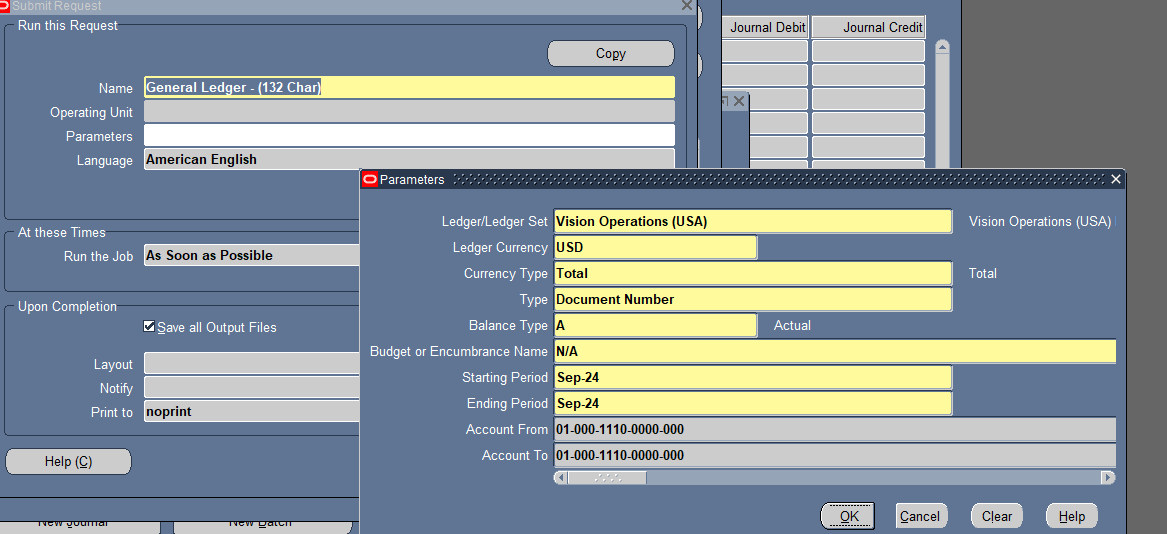 Submit Request
Run this Request
Copy
Name General Ledger - (132 Char)
Operating Unit
Parameters
Language American English
At these Times
Run the Job As Soon as Possible
Upon Completion
Save all Output Files
Layout
Notify
Print to noprint
Help (C)
New Journal New Batch
Journal Debit Journal Credit
Parameters
Ledger/Ledger Set Vision Operations (USA) Vision Operations (USA)
Ledger Currency USD
Currency Type Total Total
Type Document Number
Balance Type A Actual
Budget or Encumbrance Name N/A
Starting Period Sep-24
Ending Period Sep-24
Account From 01-000-1110-0000-000
Account To 01-000-1110-0000-000
OK Cancel Clear Help